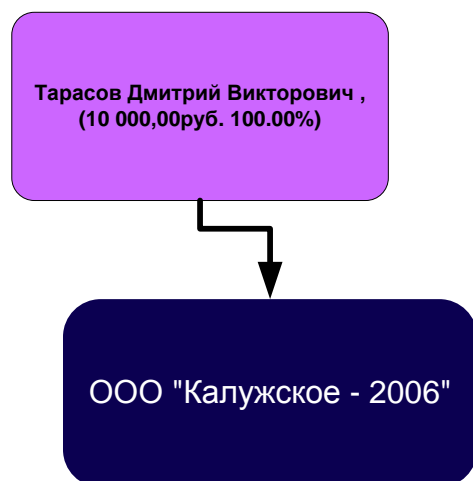 Тарасов Дмитрий Викторович ,
(10 000,00руб. 100.00%)
ООО "Калужское - 2006"